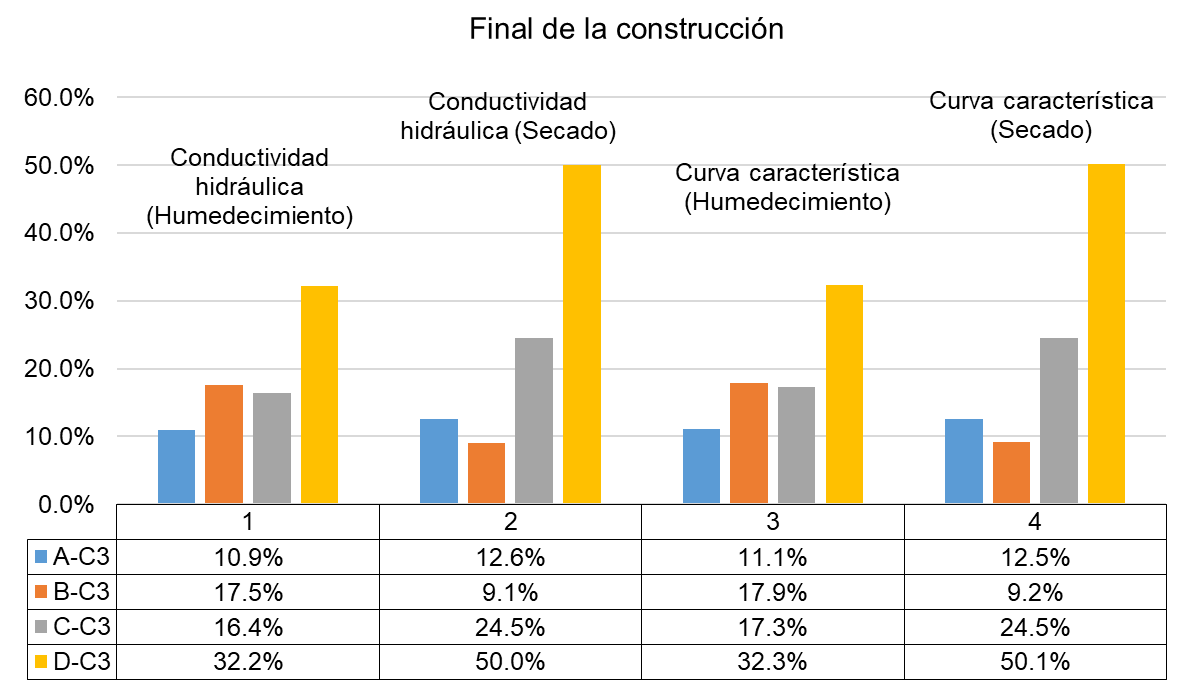 Final de la construcción
60.0%
50.0%
40.0%
30.0%
20.0%
10.0%
0.0%
Conductividad
hidráulica
(Humedecimiento)
Conductividad
hidráulica (Secado)
Curva característica
(Humedecimiento)
Curva característica
(Secado)
1 2 3 4
A-C3 10.9% 12.6% 11.1% 12.5%
B-C3 17.5% 9.1% 17.9% 9.2%
C-C3 16.4% 24.5% 17.3% 24.5%
D-C3 32.2% 50.0% 32.3% 50.1%